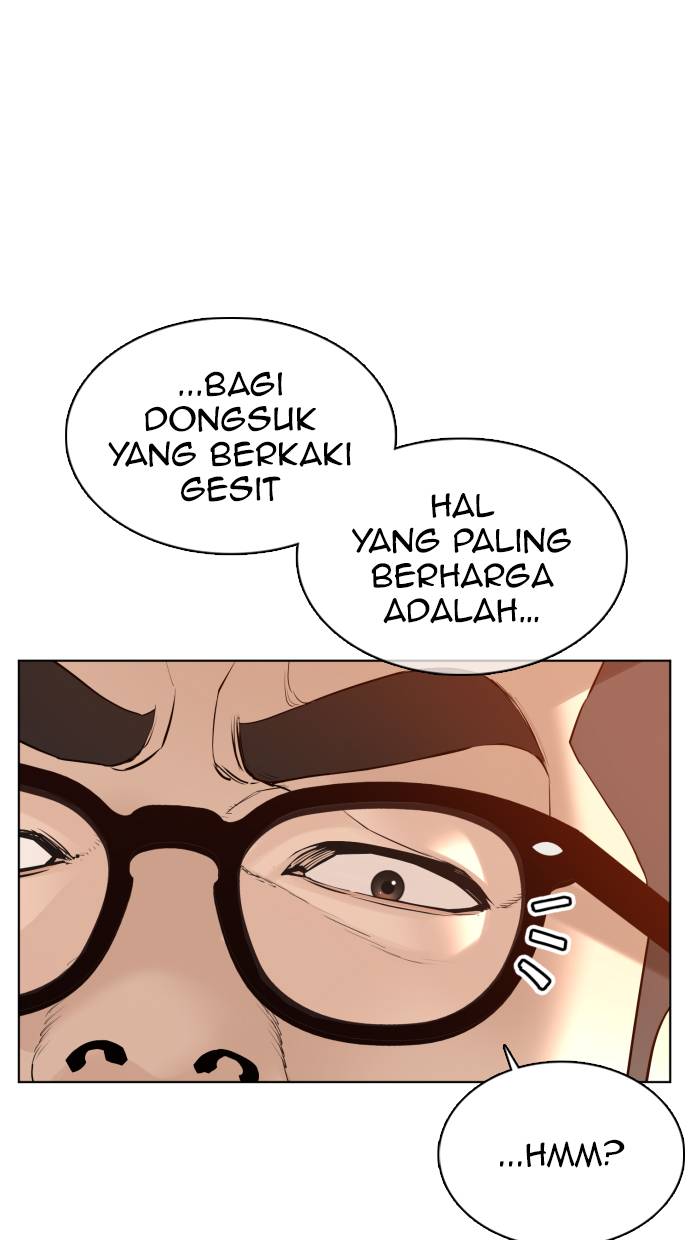 ...BAGI
DONGSUK
YANG BERKAKI
GESIT
HAL
YANG PALING
BERHARGA
ADALAH...
...HMM?